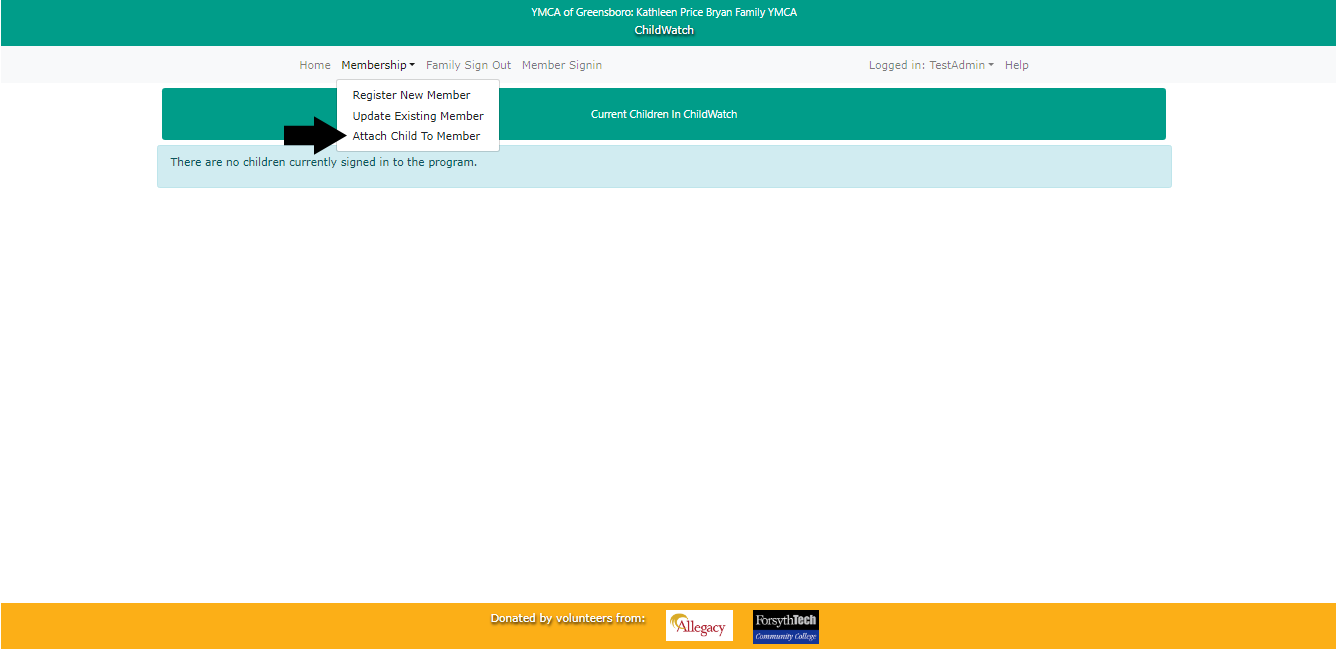 YMCA of Greensboro: Kathleen Price Bryan Family YMCA
ChildWatch
Home Membership Family Sign Out Member Signin Logged in: TestAdmin Help
Register New Member
Update Existing Member
Attach Child To Member
Current Children In ChildWatch
There are no children currently signed in to the program.
Donated by volunteers from:
Allegacy
ForsythTech
Community College